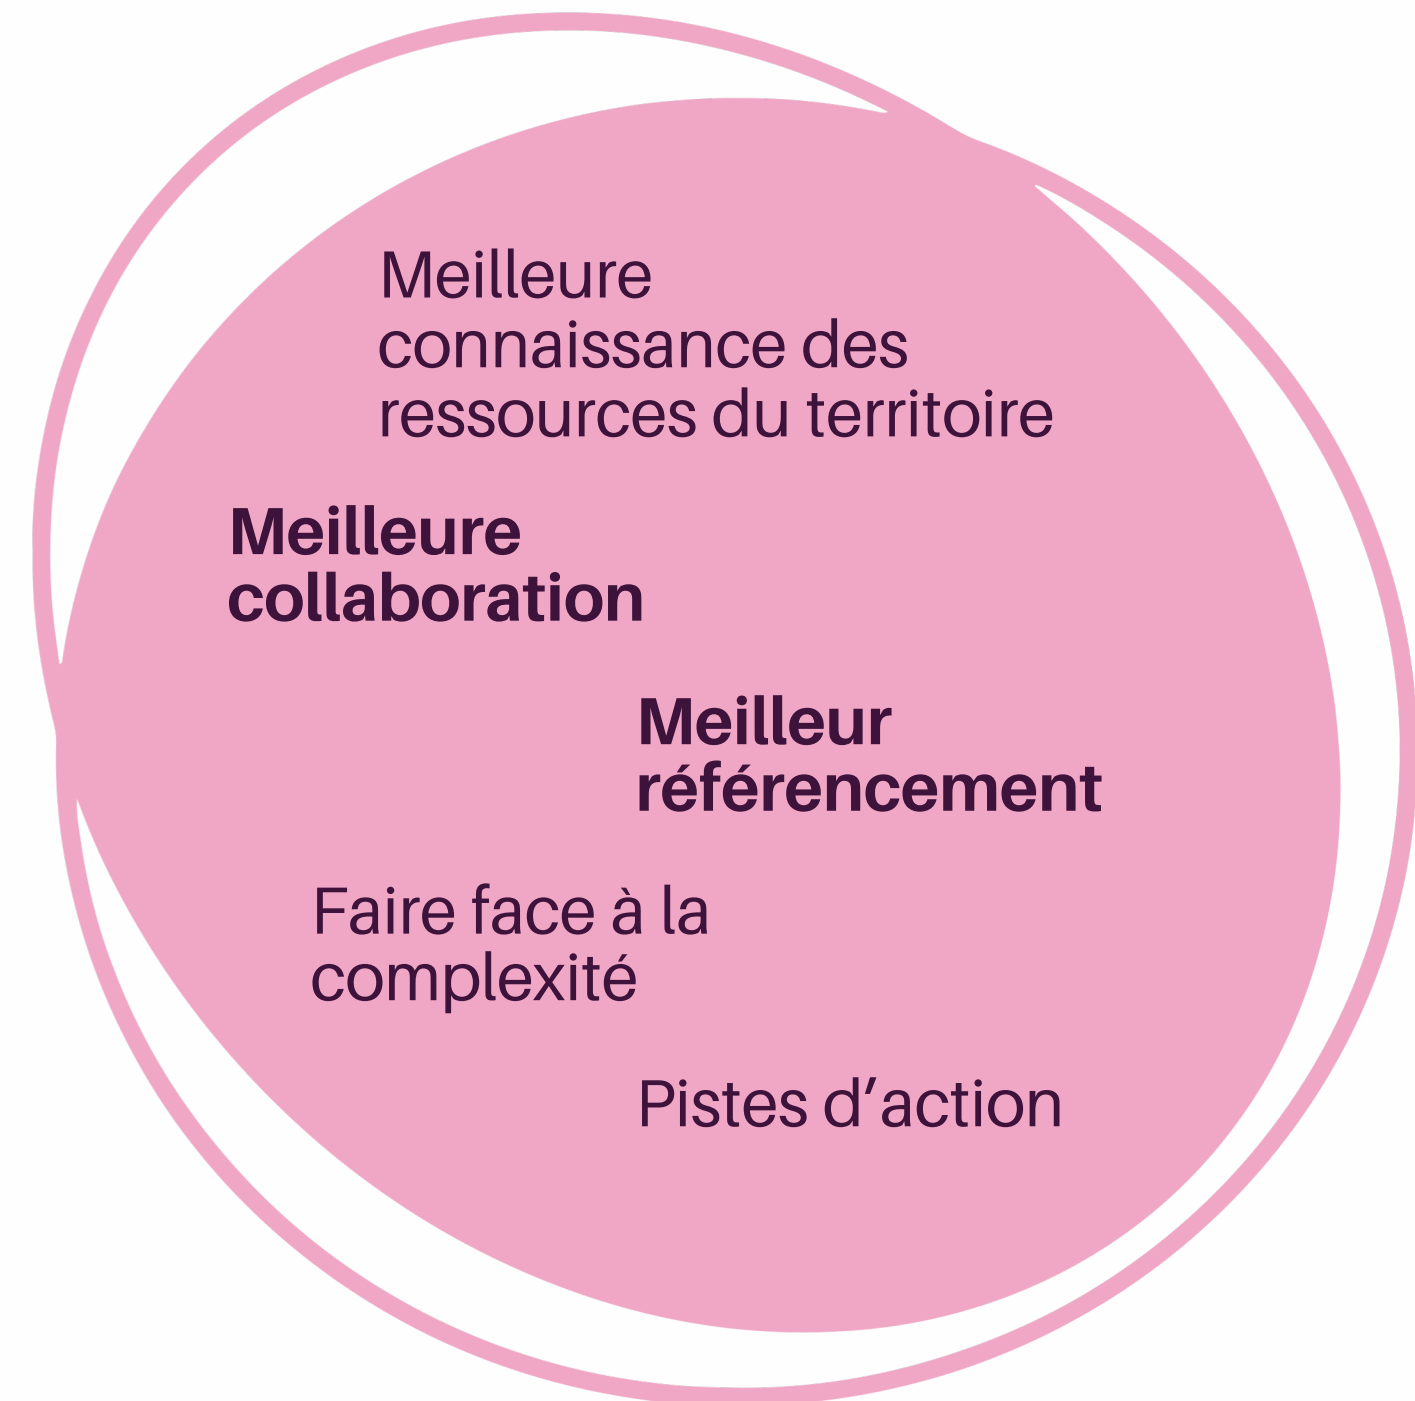 Meilleure
connaissance des
ressources du territoire
Meilleure
collaboration
Meilleur
référencement
Faire face à la
complexité
Pistes d’action